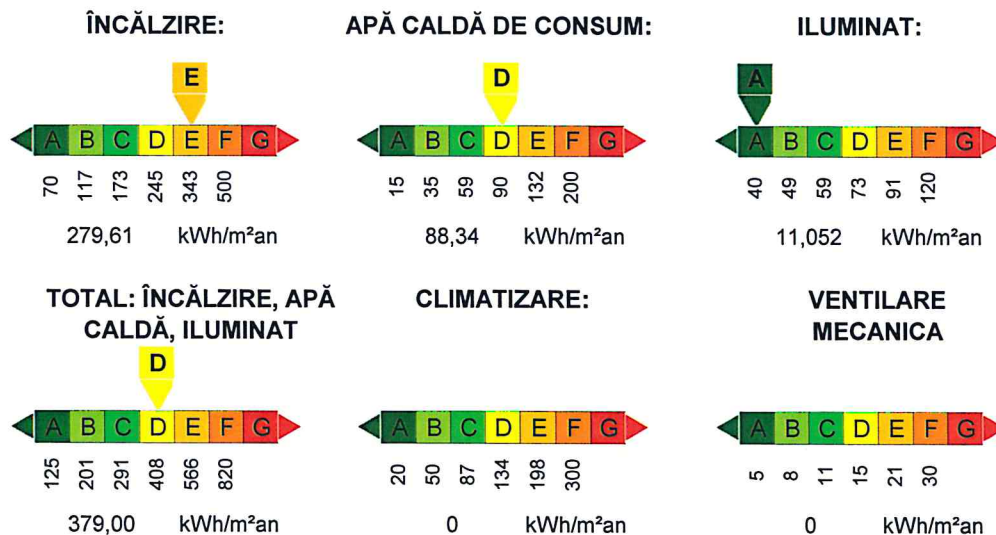 ÎNCĂLZIRE:
E
A B C D E F G
70 117 173 245 343 500
279,61 kWh/m²an
APĂ CALDĂ DE CONSUM:
D
A B C D E F G
15 35 59 90 132 200
88,34 kWh/m²an
ILUMINAT:
A
A B C D E F G
40 49 59 73 91 120
11,052 kWh/m²an
TOTAL: ÎNCĂLZIRE, APĂ
CALDĂ, ILUMINAT
D
A B C D E F G
125 201 291 408 566 820
379,00 kWh/m²an
CLIMATIZARE:
A B C D E F G
20 50 87 134 198 300
0 kWh/m²an
VENTILARE
MECANICA
A B C D E F G
5 8 11 15 21 30
0 kWh/m²an